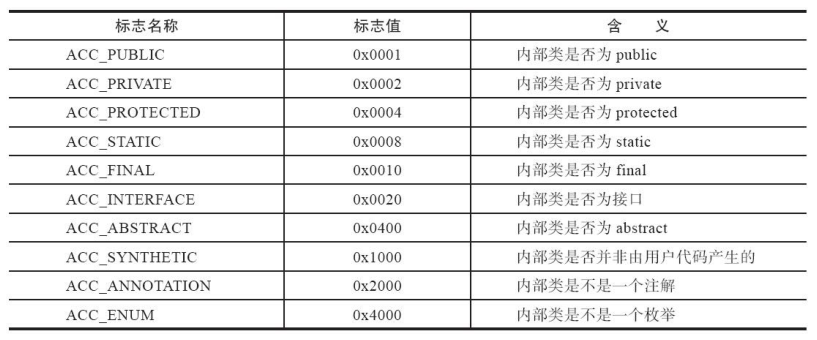 标志名称 标志值 含 义
ACC_PUBLIC 0x0001 内部类是否为 public
ACC_PRIVATE 0x0002 内部类是否为 private
ACC_PROTECTED 0x0004 内部类是否为 protected
ACC_STATIC 0x0008 内部类是否为 static
ACC_FINAL 0x0010 内部类是否为 final
ACC_INTERFACE 0x0020 内部类是否为接口
ACC_ABSTRACT 0x0400 内部类是否为 abstract
ACC_SYNTHETIC 0x1000 内部类是否并非由用户代码产生的
ACC_ANNOTATION 0x2000 内部类是不是一个注解
ACC_ENUM 0x4000 内部类是不是一个枚举